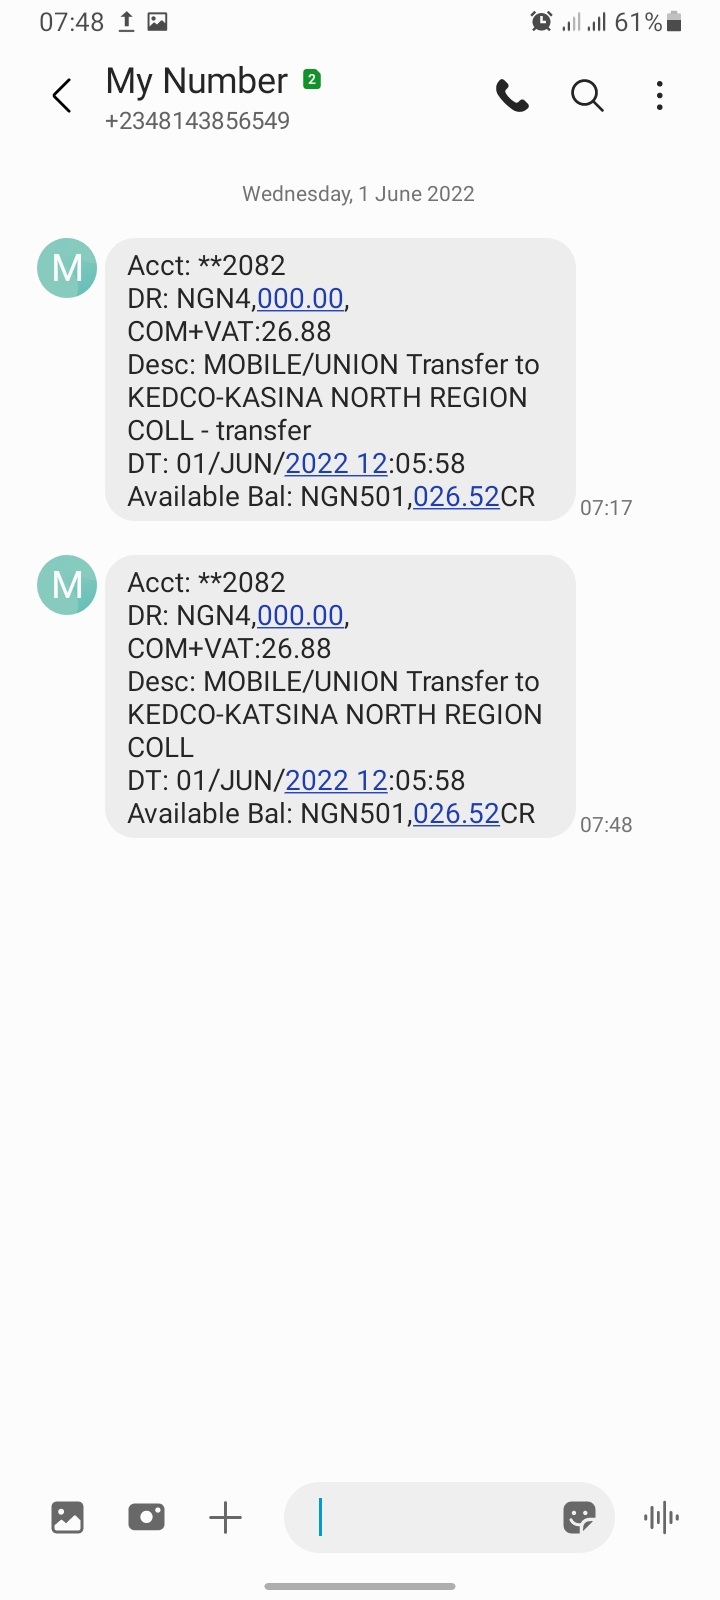 07:48
61%
My Number 2
+2348143856549
Wednesday, 1 June 2022
M
Acct: **2082
DR: NGN4,000.00,
COM+VAT:26.88
Desc: MOBILE/UNION Transfer to
KEDCO-KASINA NORTH REGION
COLL - transfer
DT: 01/JUN/2022 12:05:58
Available Bal: NGN501,026.52CR
07:17
M
Acct: **2082
DR: NGN4,000.00,
COM+VAT:26.88
Desc: MOBILE/UNION Transfer to
KEDCO-KATSINA NORTH REGION
COLL
DT: 01/JUN/2022 12:05:58
Available Bal: NGN501,026.52CR
07:48